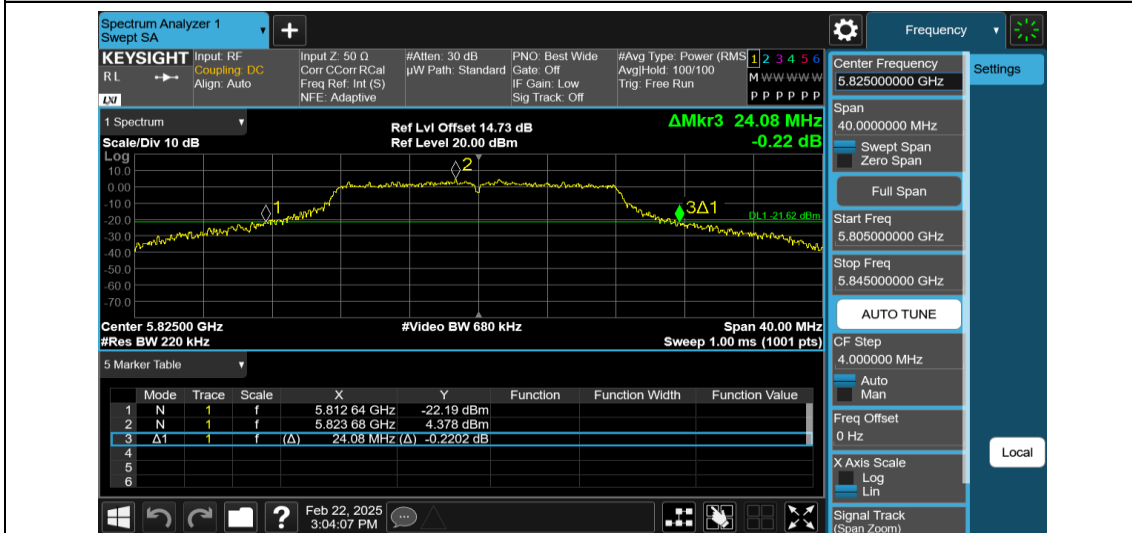 Spectrum Analyzer 1
Swept SA
Frequency
KEYSIGHT
R L
LXI
Input: RF
Coupling: DC
Align: Auto
Input Z: 50 Ω
Corr CCorr RCal
Freq Ref: Int (S)
NFE: Adaptive
#Atten: 30 dB
µW Path: Standard
PNO: Best Wide
Gate: Off
IF Gain: Low
Sig Track: Off
#Avg Type: Power (RMS
Avg|Hold: 100/100
Trig: Free Run
1 2 3 4 5 6
M W W W W W
P P P P P P
1 Spectrum
Scale/Div 10 dB
Ref Lvl Offset 14.73 dB
Ref Level 20.00 dBm
ΔMkr3 24.08 MHz
-0.22 dB
Log
10.0
0.00
-10.0
-20.0
-30.0
-40.0
-50.0
-60.0
-70.0
1
2
3Δ1
DL1 -21.62 dBm
Center 5.82500 GHz
#Res BW 220 kHz
#Video BW 680 kHz
Span 40.00 MHz
Sweep 1.00 ms (1001 pts)
5 Marker Table
Mode Trace Scale X Y Function Function Width Function Value
1 N 1 f 5.812 64 GHz -22.19 dBm
2 N 1 f 5.823 68 GHz 4.378 dBm
3 Δ1 1 f (Δ) 24.08 MHz (Δ) -0.2202 dB
4
5
6
Feb 22, 2025
3:04:07 PM
Center Frequency
5.825000000 GHz
Settings
Span
40.0000000 MHz
Swept Span
Zero Span
Full Span
Start Freq
5.805000000 GHz
Stop Freq
5.845000000 GHz
AUTO TUNE
CF Step
4.000000 MHz
Auto
Man
Freq Offset
0 Hz
X Axis Scale
Log
Lin
Signal Track
(Span Zoom)
Local